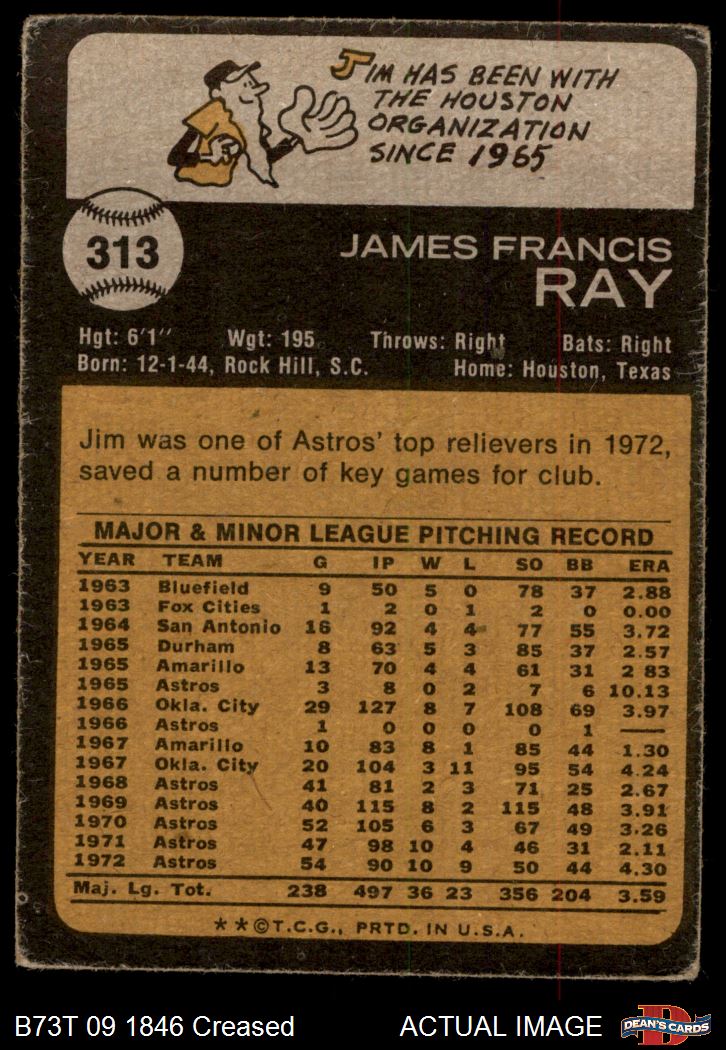 JIM HAS BEEN WITH
THE HOUSTON
ORGANIZATION
SINCE 1965
313
JAMES FRANCIS
RAY
Hgt: 6'1" Wgt: 195 Throws: Right Bats: Right
Born: 12-1-44, Rock Hill, S.C. Home: Houston, Texas
Jim was one of Astros' top relievers in 1972,
saved a number of key games for club.
MAJOR & MINOR LEAGUE PITCHING RECORD
YEAR TEAM G IP W L SO BB ERA
1963 Bluefield 9 50 5 0 78 37 2.88
1963 Fox Cities 1 2 0 1 2 0 0.00
1964 San Antonio 16 92 4 4 77 55 3.72
1965 Durham 8 63 5 3 85 37 2.57
1965 Amarillo 13 70 4 4 61 31 2 83
1965 Astros 3 8 0 2 7 6 10.13
1966 Okla. City 29 127 8 7 108 69 3.97
1966 Astros 1 0 0 0 0 1 —
1967 Amarillo 10 83 8 1 85 44 1.30
1967 Okla. City 20 104 3 11 95 54 4.24
1968 Astros 41 81 2 3 71 25 2.67
1969 Astros 40 115 8 2 115 48 3.91
1970 Astros 52 105 6 3 67 49 3.26
1971 Astros 47 98 10 4 46 31 2.11
1972 Astros 54 90 10 9 50 44 4.30
Maj. Lg. Tot. 238 497 36 23 356 204 3.59
**©T.C.G., PRTD. IN U.S.A.
B73T 09 1846 Creased ACTUAL IMAGE
D
DEAN'S CARDS